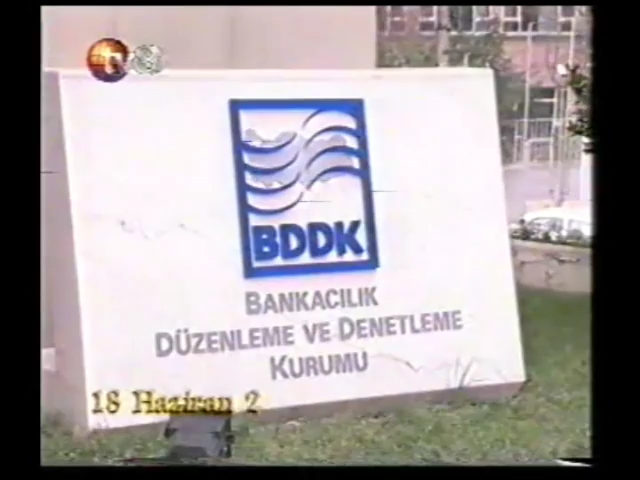 BDDK
BANKACILIK
DÜZENLEME VE DENETLEME
KURUMU
18 Haziran 2